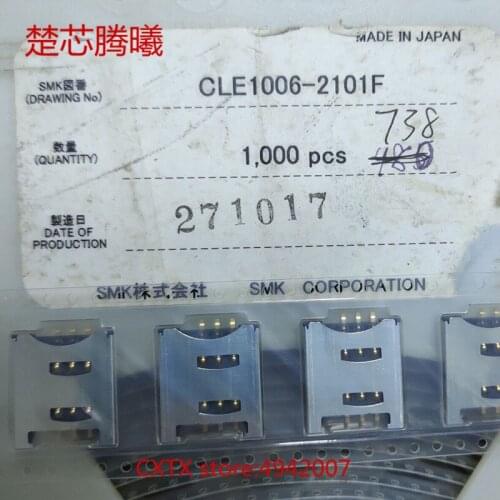 楚芯腾曦
MADE IN JAPAN
SMK図番
(DRAWING No)
CLE1006-2101F
738
数量
(QUANTITY)
1,000 pcs
480
製造日
DATE OF
PRODUCTION
271017
SMK株式会社 SMK CORPORATION
CXTX store:4942007